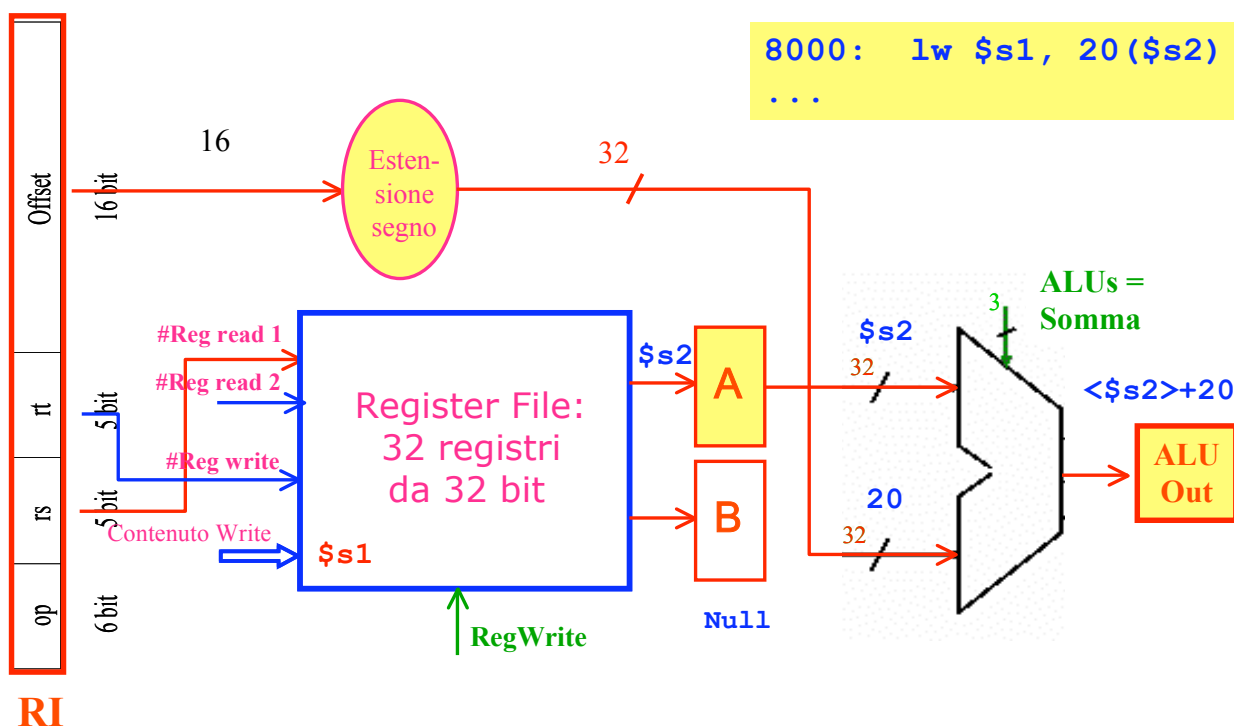 8000:  lw $s1, 20($s2)
...
Offset
16 bit
16
Esten-
sione
segno
32
rt
5 bit
rs
5 bit
op
6 bit
RI
#Reg read 1
#Reg read 2
#Reg write
Contenuto Write
Register File:
32 registri
da 32 bit
$s1
RegWrite
$s2
A
B
Null
$s2
32
20
32
3
ALUs =
Somma
<$s2>+20
ALU
Out